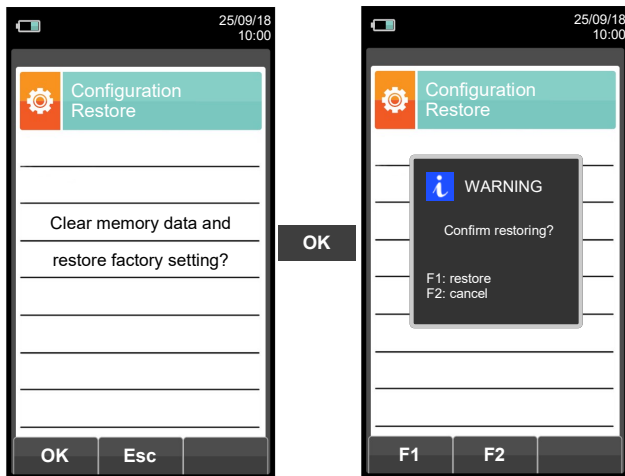 25/09/18
10:00
Configuration
Restore
Clear memory data and
restore factory setting?
OK Esc
OK
25/09/18
10:00
Configuration
Restore
WARNING
Confirm restoring?
F1: restore
F2: cancel
F1 F2